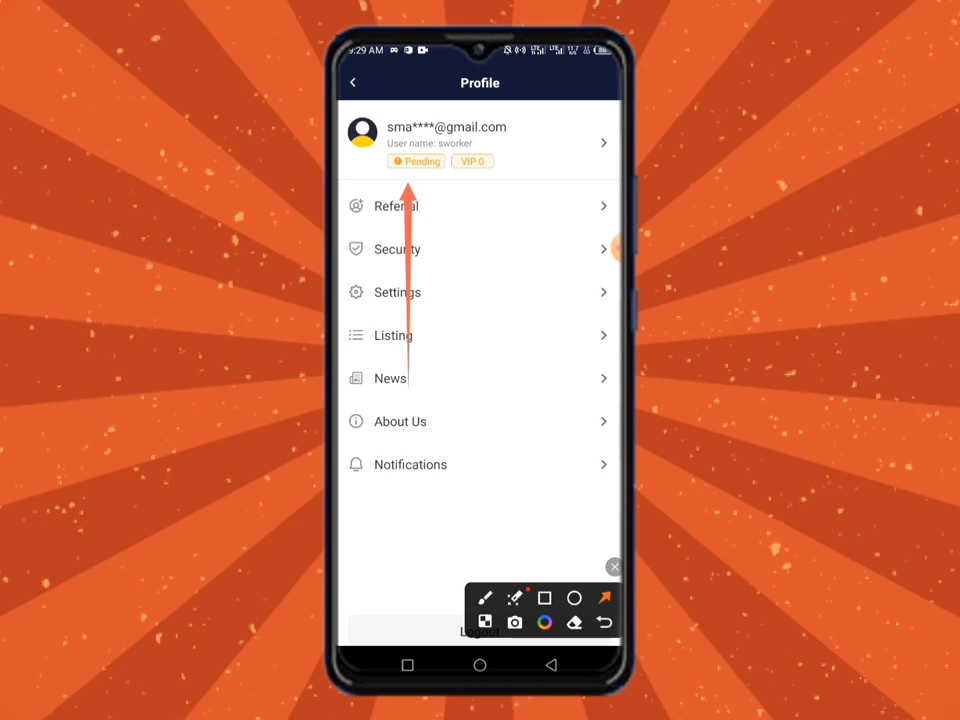 9:29 AM
Profile
sma****@gmail.com
User name: sworker
Pending VIP 0
Referral
Security
Settings
Listing
News
About Us
Notifications
Logout